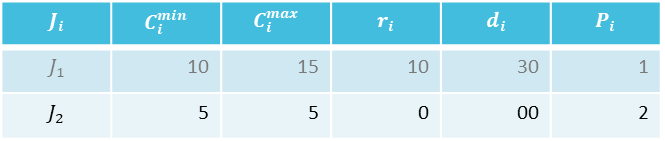 J_i C_i^min C_i^max r_i d_i P_i
J_1 10 15 10 30 1
J_2 5 5 0 00 2